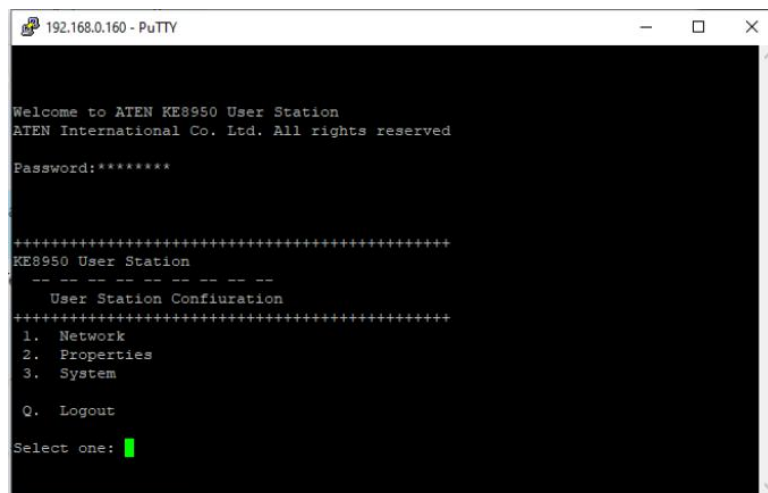 192.168.0.160 - PuTTY
Welcome to ATEN KE8950 User Station
ATEN International Co. Ltd. All rights reserved
Password:********
++++++++++++++++++++++++++++++++++++++++++++++
KE8950 User Station
-- -- -- -- -- -- -- -- --
User Station Confiuration
++++++++++++++++++++++++++++++++++++++++++++++
1. Network
2. Properties
3. System
Q. Logout
Select one: